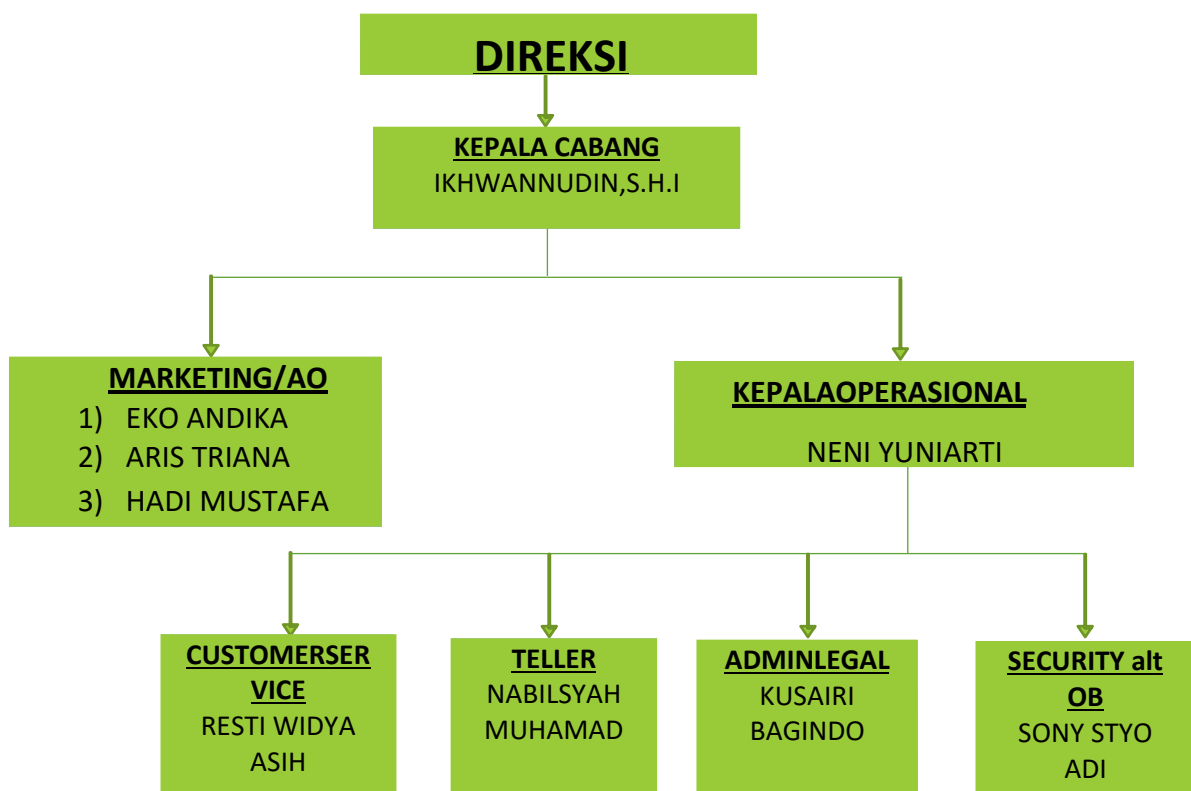 DIREKSI
KEPALA CABANG
IKHWANNUDIN,S.H.I
MARKETING/AO
1) EKO ANDIKA
2) ARIS TRIANA
3) HADI MUSTAFA
KEPALAOPERASIONAL
NENI YUNIARTI
CUSTOMERSER
VICE
RESTI WIDYA
ASIH
TELLER
NABILSYAH
MUHAMAD
ADMINLEGAL
KUSAIRI
BAGINDO
SECURITY alt
OB
SONY STYO
ADI